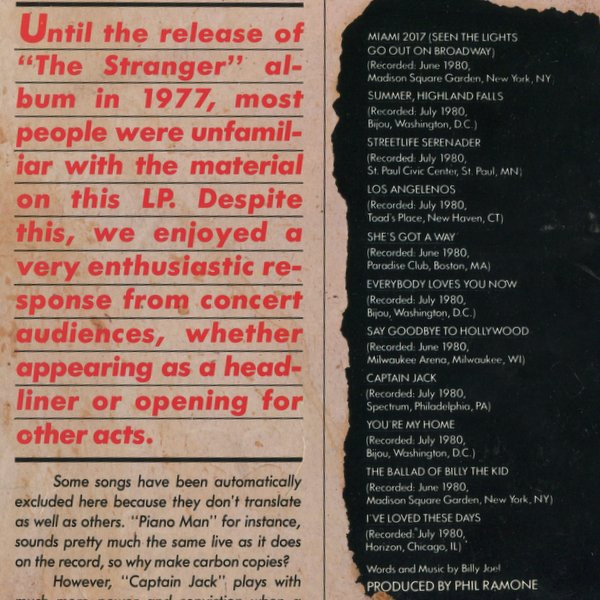 Until the release of
"The Stranger" al-
bum in 1977, most
people were unfamil-
iar with the material
on this LP. Despite
this, we enjoyed a
very enthusiastic re-
sponse from concert
audiences, whether
appearing as a head-
liner or opening for
other acts.
Some songs have been automatically
excluded here because they don't translate
as well as others. "Piano Man" for instance,
sounds pretty much the same live as it does
on the record, so why make carbon copies?
However, "Captain Jack" plays with
MIAMI 2017 (SEEN THE LIGHTS
GO OUT ON BROADWAY)
(Recorded: June 1980,
Madison Square Garden, New York, NY)
SUMMER, HIGHLAND FALLS
(Recorded: July 1980,
Bijou, Washington, D.C.)
STREETLIFE SERENADER
(Recorded: July 1980,
St. Paul Civic Center, St. Paul, MN)
LOS ANGELENOS
(Recorded: July 1980,
Toad's Place, New Haven, CT)
SHE'S GOT A WAY
(Recorded: June 1980,
Paradise Club, Boston, MA)
EVERYBODY LOVES YOU NOW
(Recorded: July 1980,
Bijou, Washington, D.C.)
SAY GOODBYE TO HOLLYWOOD
(Recorded: June 1980,
Milwaukee Arena, Milwaukee, WI)
CAPTAIN JACK
(Recorded: July 1980,
Spectrum, Philadelphia, PA)
YOU'RE MY HOME
(Recorded: July 1980,
Bijou, Washington, D.C.)
THE BALLAD OF BILLY THE KID
(Recorded: June 1980,
Madison Square Garden, New York, NY)
I'VE LOVED THESE DAYS
(Recorded: July 1980,
Horizon, Chicago, IL)
Words and Music by Billy Joel
PRODUCED BY PHIL RAMONE